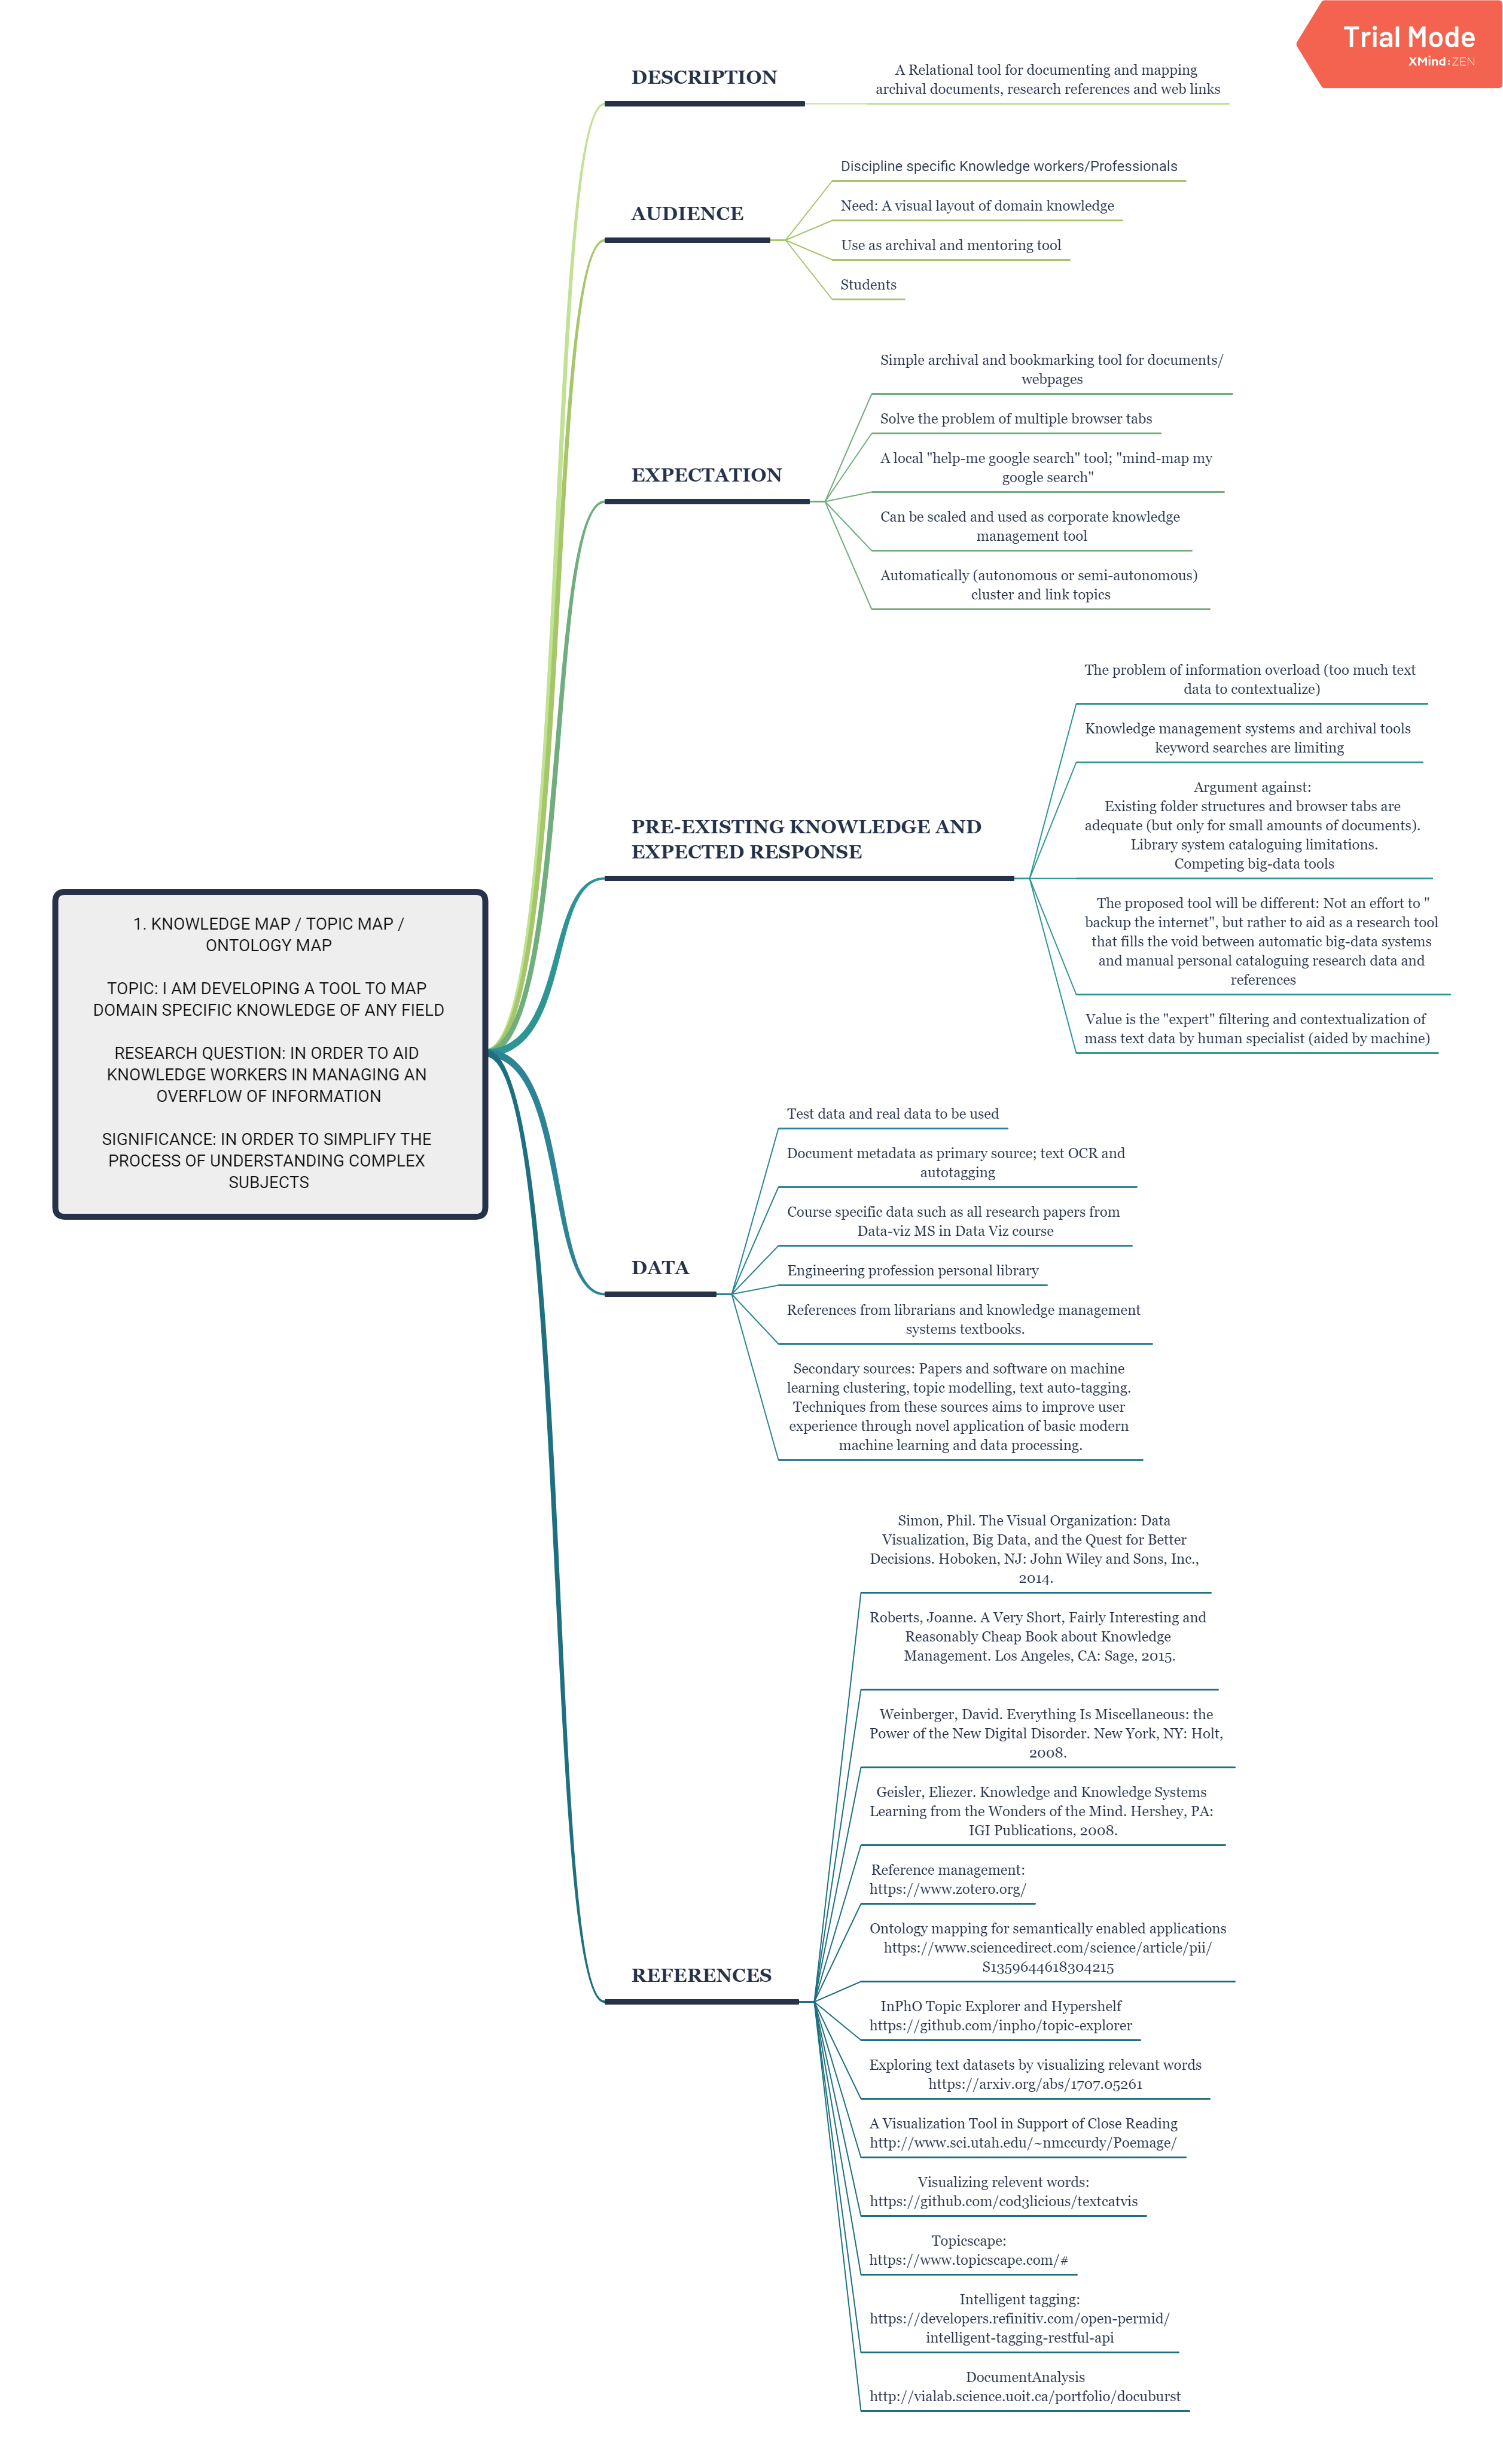 Trial Mode
XMind:ZEN
DESCRIPTION
A Relational tool for documenting and mapping
archival documents, research references and web links
AUDIENCE
Discipline specific Knowledge workers/Professionals
Need: A visual layout of domain knowledge
Use as archival and mentoring tool
Students
EXPECTATION
Simple archival and bookmarking tool for documents/
webpages
Solve the problem of multiple browser tabs
A local "help-me google search" tool; "mind-map my
google search"
Can be scaled and used as corporate knowledge
management tool
Automatically (autonomous or semi-autonomous)
cluster and link topics
PRE-EXISTING KNOWLEDGE AND
EXPECTED RESPONSE
The problem of information overload (too much text
data to contextualize)
Knowledge management systems and archival tools
keyword searches are limiting
Argument against:
Existing folder structures and browser tabs are
adequate (but only for small amounts of documents).
Library system cataloguing limitations.
Competing big-data tools
The proposed tool will be different: Not an effort to "
backup the internet", but rather to aid as a research tool
that fills the void between automatic big-data systems
and manual personal cataloguing research data and
references
Value is the "expert" filtering and contextualization of
mass text data by human specialist (aided by machine)
1. KNOWLEDGE MAP / TOPIC MAP /
ONTOLOGY MAP
TOPIC: I AM DEVELOPING A TOOL TO MAP
DOMAIN SPECIFIC KNOWLEDGE OF ANY FIELD
RESEARCH QUESTION: IN ORDER TO AID
KNOWLEDGE WORKERS IN MANAGING AN
OVERFLOW OF INFORMATION
SIGNIFICANCE: IN ORDER TO SIMPLIFY THE
PROCESS OF UNDERSTANDING COMPLEX
SUBJECTS
DATA
Test data and real data to be used
Document metadata as primary source; text OCR and
autotagging
Course specific data such as all research papers from
Data-viz MS in Data Viz course
Engineering profession personal library
References from librarians and knowledge management
systems textbooks.
Secondary sources: Papers and software on machine
learning clustering, topic modelling, text auto-tagging.
Techniques from these sources aims to improve user
experience through novel application of basic modern
machine learning and data processing.
REFERENCES
Simon, Phil. The Visual Organization: Data
Visualization, Big Data, and the Quest for Better
Decisions. Hoboken, NJ: John Wiley and Sons, Inc.,
2014.
Roberts, Joanne. A Very Short, Fairly Interesting and
Reasonably Cheap Book about Knowledge
Management. Los Angeles, CA: Sage, 2015.
Weinberger, David. Everything Is Miscellaneous: the
Power of the New Digital Disorder. New York, NY: Holt,
2008.
Geisler, Eliezer. Knowledge and Knowledge Systems
Learning from the Wonders of the Mind. Hershey, PA:
IGI Publications, 2008.
Reference management:
https://www.zotero.org/
Ontology mapping for semantically enabled applications
https://www.sciencedirect.com/science/article/pii/
S1359644618304215
InPhO Topic Explorer and Hypershelf
https://github.com/inpho/topic-explorer
Exploring text datasets by visualizing relevant words
https://arxiv.org/abs/1707.05261
A Visualization Tool in Support of Close Reading
http://www.sci.utah.edu/~nmccurdy/Poemage/
Visualizing relevent words:
https://github.com/cod3licious/textcatvis
Topicscape:
https://www.topicscape.com/#
Intelligent tagging:
https://developers.refinitiv.com/open-permid/
intelligent-tagging-restful-api
DocumentAnalysis
http://vialab.science.uoit.ca/portfolio/docuburst